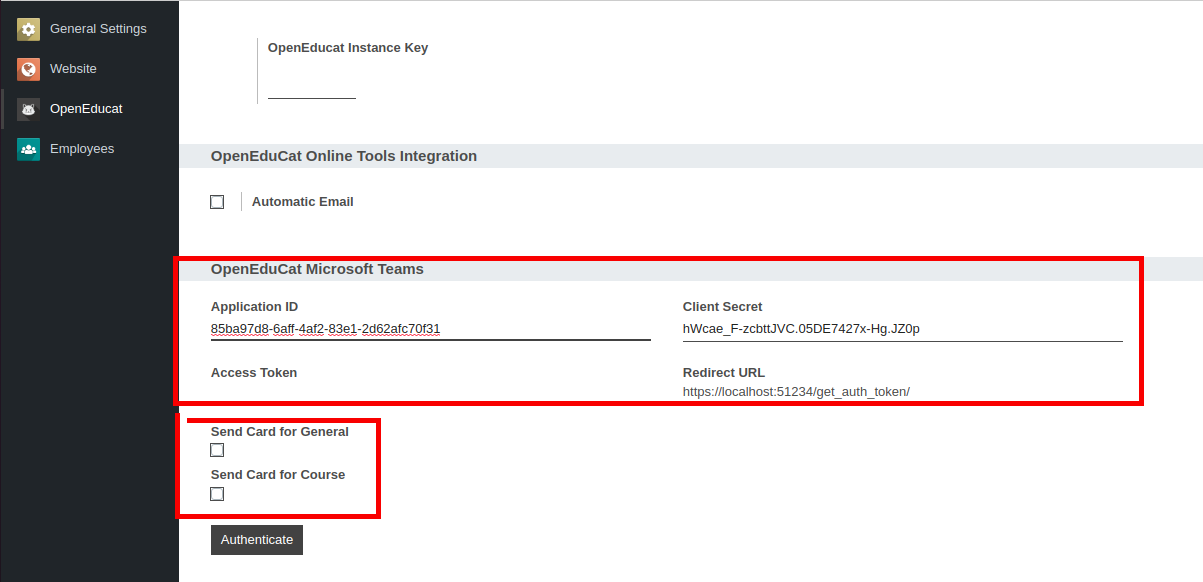 General Settings
Website
OpenEducat
Employees
OpenEducat Instance Key
OpenEduCat Online Tools Integration
Automatic Email
OpenEduCat Microsoft Teams
Application ID
85ba97d8-6aff-4af2-83e1-2d62afc70f31
Client Secret
hWcae_F-zcbttJVC.05DE7427x-Hg.JZ0p
Access Token
Redirect URL
https://localhost:51234/get_auth_token/
Send Card for General
Send Card for Course
Authenticate